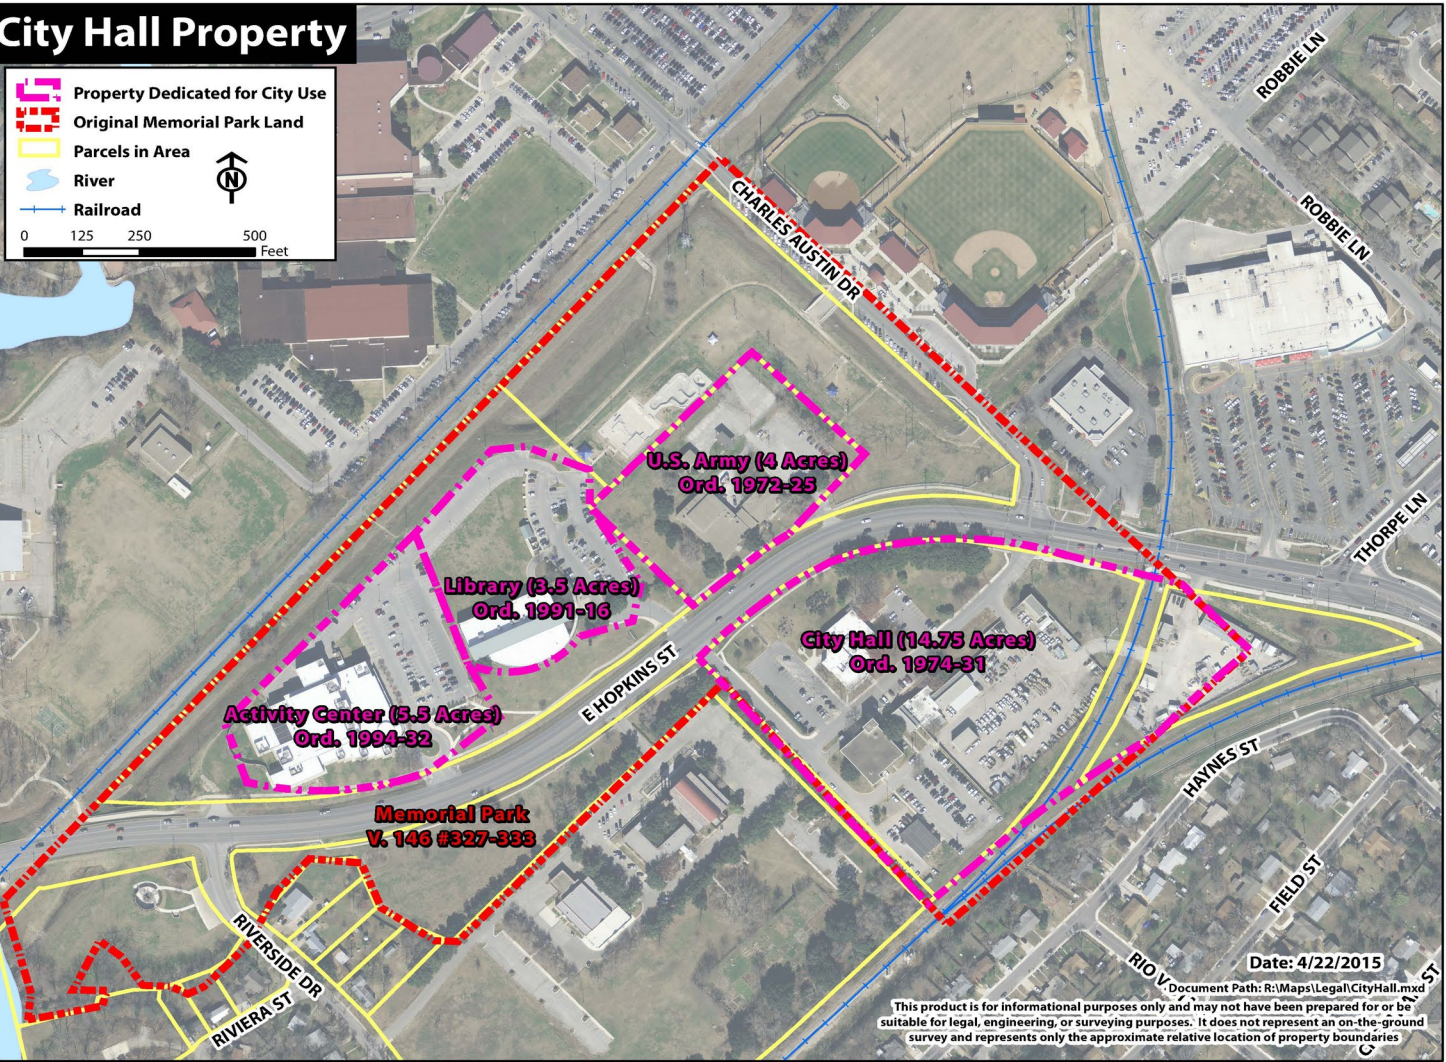 City Hall Property
Property Dedicated for City Use
Original Memorial Park Land
Parcels in Area
River
N
Railroad
0 125 250 500
Feet
ROBBIE LN
ROBBIE LN
CHARLES AUSTIN DR
THORPE LN
U.S. Army (4 Acres)
Ord. 1972-25
Library (3.5 Acres)
Ord. 1991-16
City Hall (14.75 Acres)
Ord. 1974-31
E HOPKINS ST
Activity Center (5.5 Acres)
Ord. 1994-32
Memorial Park
V. 146 #327-333
HAYNES ST
FIELD ST
RIVERSIDE DR
RIVIERA ST
RIO
ST
Date: 4/22/2015
Document Path: R:\Maps\Legal\CityHall.mxd
This product is for informational purposes only and may not have been prepared for or be
suitable for legal, engineering, or surveying purposes. It does not represent an on-the-ground
survey and represents only the approximate relative location of property boundaries